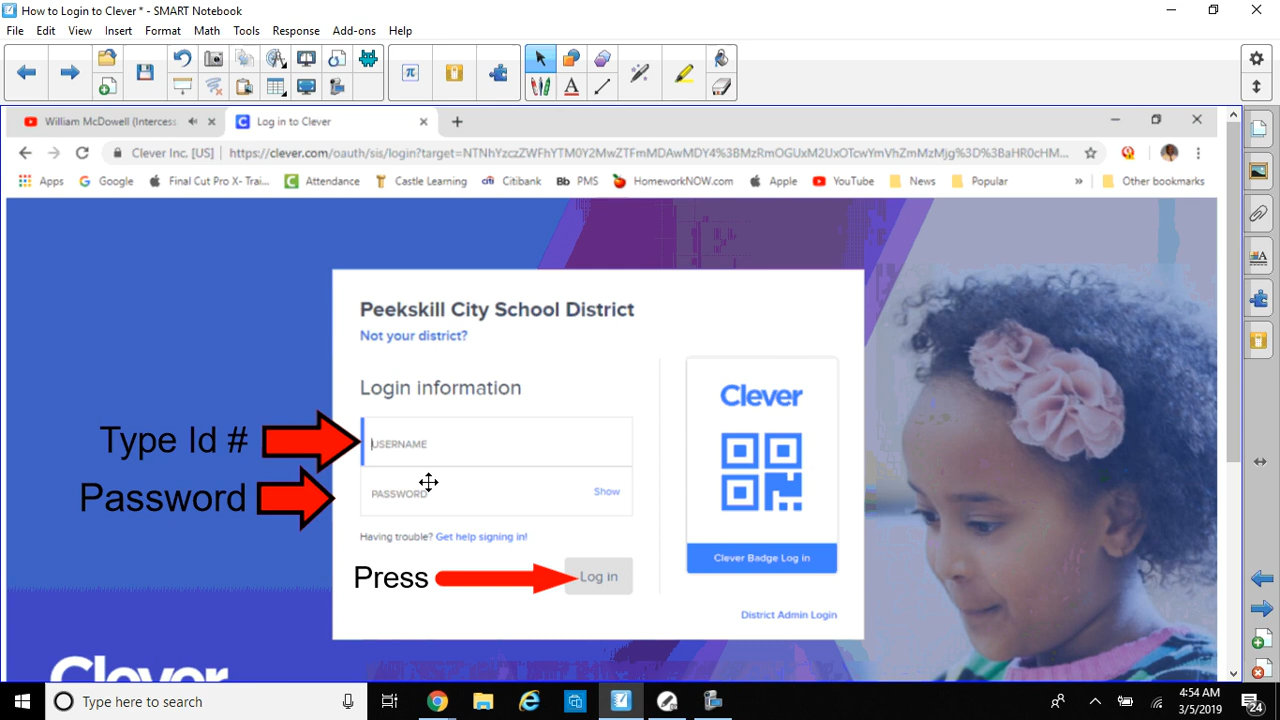 How to Login to Clever * - SMART Notebook
File Edit View Insert Format Math Tools Response Add-ons Help
William McDowell (Intercess
Log in to Clever
Clever Inc. [US] https://clever.com/oauth/sis/login?target=
Apps Google Final Cut Pro X- Trai... Attendance Castle Learning Citibank PMS HomeworkNOW.com Apple YouTube News Popular » Other bookmarks
Peekskill City School District
Not your district?
Login information
Type Id #
USERNAME
Password
PASSWORD
Show
Having trouble? Get help signing in!
Press
Log in
Clever
Clever Badge Log in
District Admin Login
Clever
Type here to search
4:54 AM
3/5/2019
24